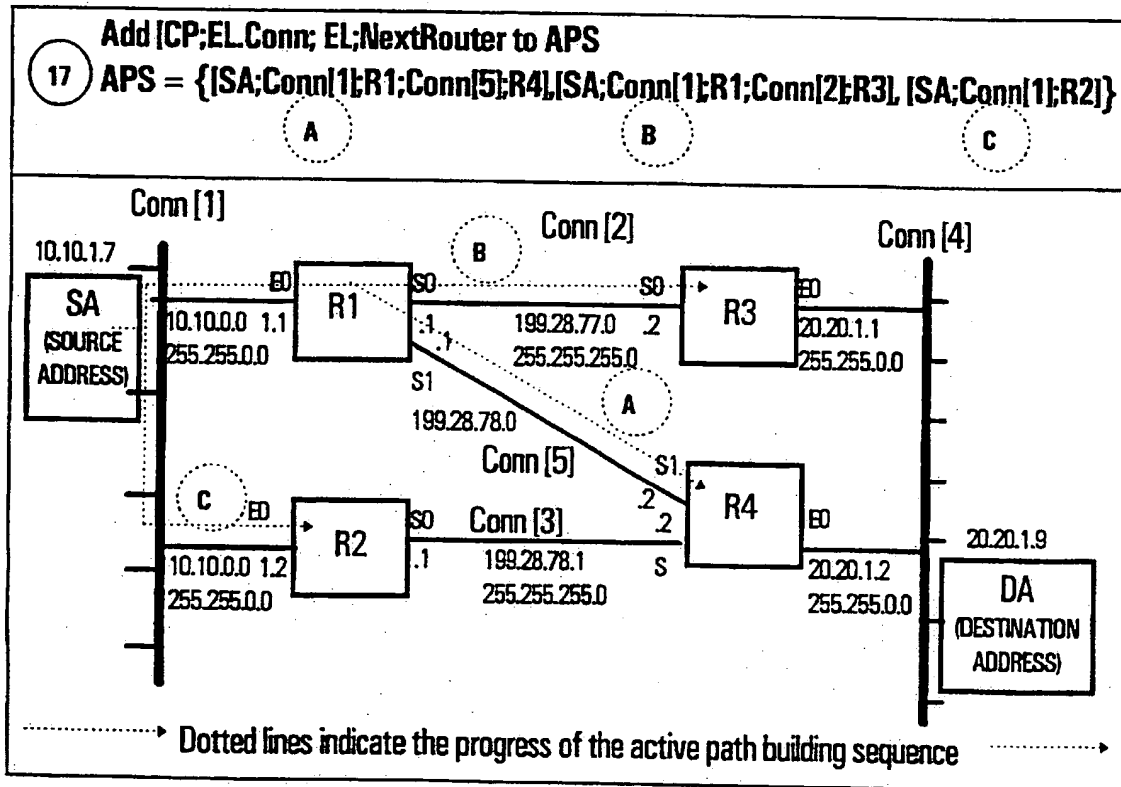 Add [CP;EL.Conn; EL;NextRouter to APS
17
APS = {[SA;Conn[1];R1;Conn[5];R4],[SA;Conn[1];R1;Conn[2];R3], [SA;Conn[1];R2]}
A
B
C
Conn [1]
Conn [2]
Conn [4]
10.10.1.7
B
SA
(SOURCE
ADDRESS)
E0
R1
S0
S0
R3
E0
10.10.0.0 1.1
255.255.0.0
.1
.1
199.28.77.0
255.255.255.0
.2
20.20.1.1
255.255.0.0
S1
199.28.78.0
A
Conn [5]
S1
C
E0
R2
S0
Conn [3]
.2
.2
R4
E0
10.10.0.0 1.2
255.255.0.0
.1
199.28.78.1
255.255.255.0
S
20.20.1.2
255.255.0.0
20.20.1.9
DA
(DESTINATION
ADDRESS)
Dotted lines indicate the progress of the active path building sequence